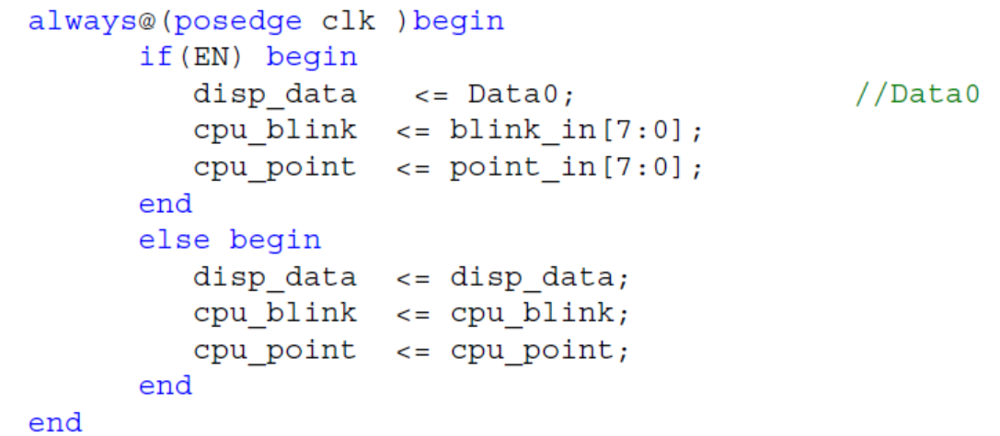 always@(posedge clk )begin
if(EN) begin
disp_data <= Data0; //Data0
cpu_blink <= blink_in[7:0];
cpu_point <= point_in[7:0];
end
else begin
disp_data <= disp_data;
cpu_blink <= cpu_blink;
cpu_point <= cpu_point;
end
end